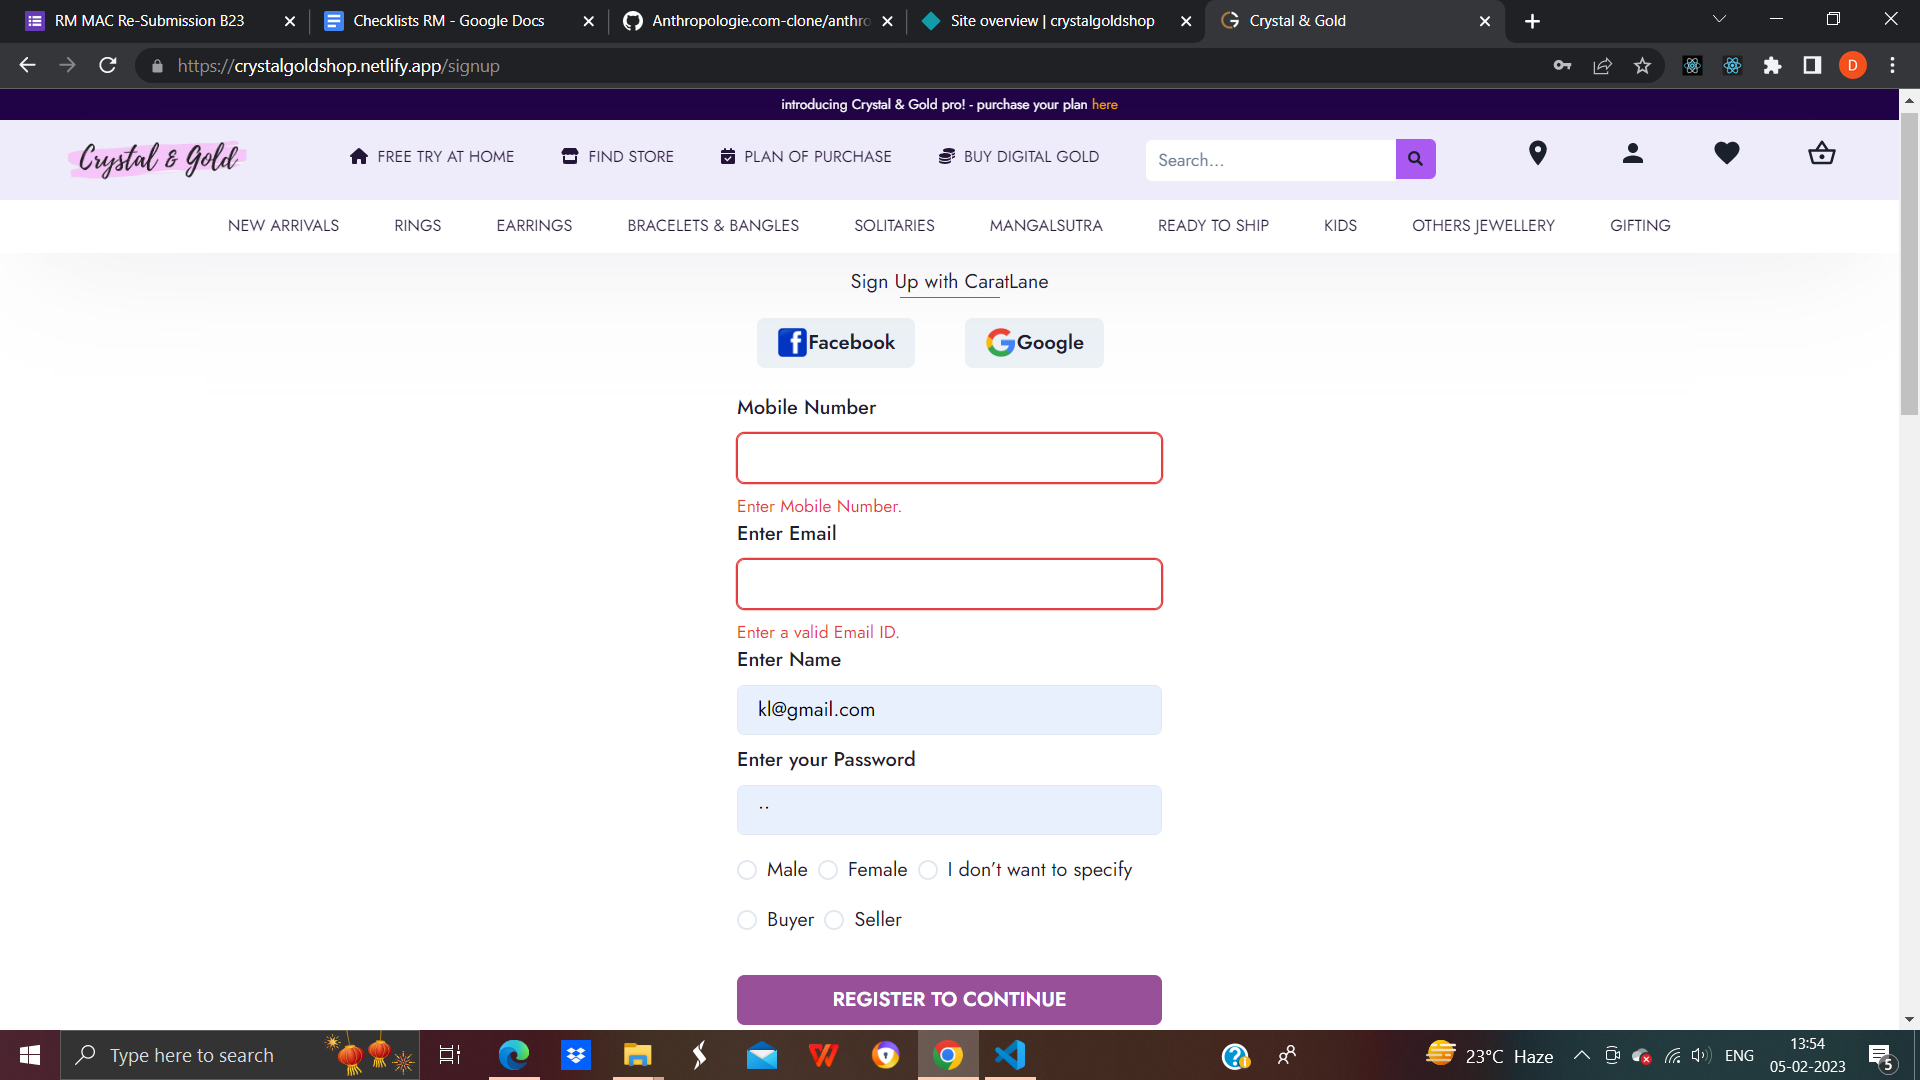 RM MAC Re-Submission B23
Checklists RM - Google Docs
Anthropologie.com-clone/anthro
Site overview | crystalgoldshop
Crystal & Gold
https://crystalgoldshop.netlify.app/signup
D
introducing Crystal & Gold pro! - purchase your plan here
Crystal & Gold
FREE TRY AT HOME
FIND STORE
PLAN OF PURCHASE
BUY DIGITAL GOLD
Search...
NEW ARRIVALS
RINGS
EARRINGS
BRACELETS & BANGLES
SOLITARIES
MANGALSUTRA
READY TO SHIP
KIDS
OTHERS JEWELLERY
GIFTING
Sign Up with CaratLane
Facebook
Google
Mobile Number
Enter Mobile Number.
Enter Email
Enter a valid Email ID.
Enter Name
kl@gmail.com
Enter your Password
Male
Female
I don't want to specify
Buyer
Seller
REGISTER TO CONTINUE
Type here to search
23°C Haze
ENG
13:54
05-02-2023
5